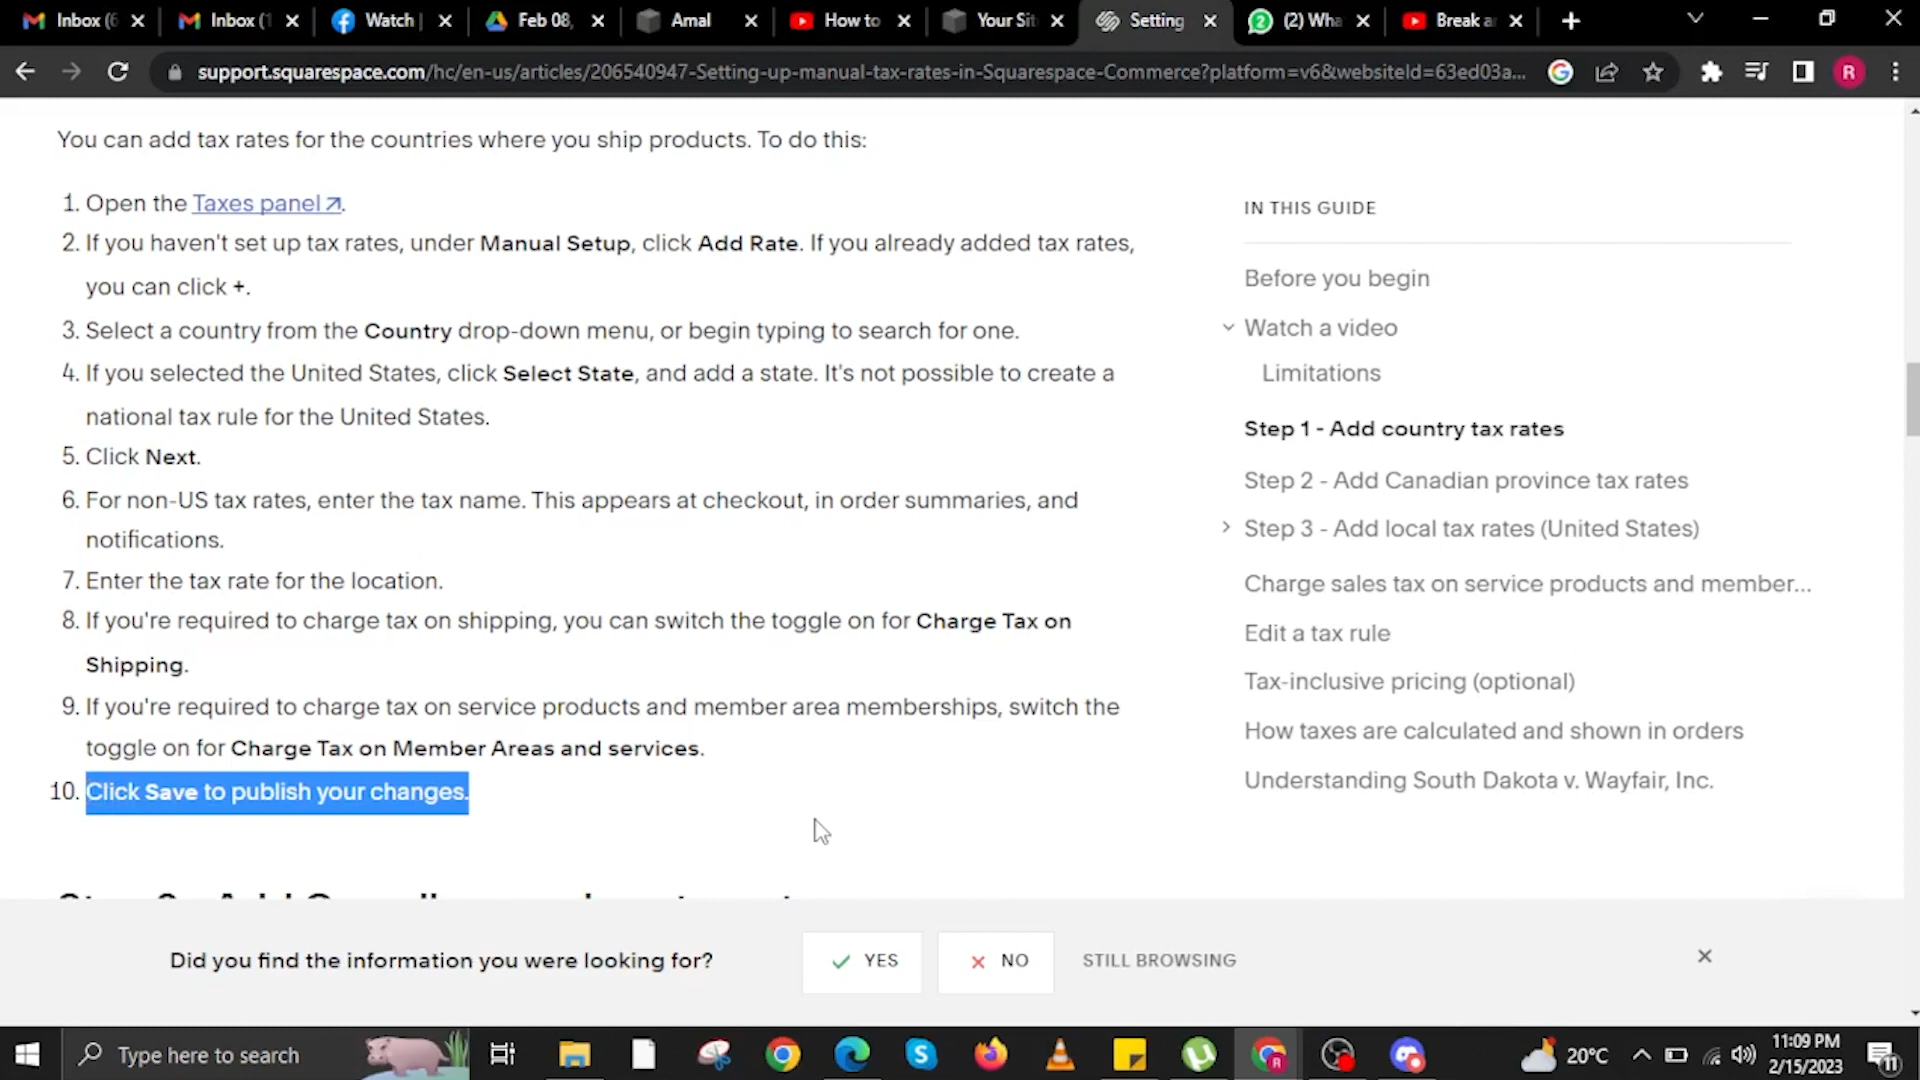 Inbox (6
Inbox (1
Watch |
Feb 08,
Amal
How to
Your Sit
Setting
(2) Wha
Break a
support.squarespace.com/hc/en-us/articles/206540947-Setting-up-manual-tax-rates-in-Squarespace-Commerce?platform=v6&websiteId=63ed03a...
R
You can add tax rates for the countries where you ship products. To do this:
1. Open the Taxes panel ↗.
2. If you haven't set up tax rates, under Manual Setup, click Add Rate. If you already added tax rates,
you can click +.
3. Select a country from the Country drop-down menu, or begin typing to search for one.
4. If you selected the United States, click Select State, and add a state. It's not possible to create a
national tax rule for the United States.
5. Click Next.
6. For non-US tax rates, enter the tax name. This appears at checkout, in order summaries, and
notifications.
7. Enter the tax rate for the location.
8. If you're required to charge tax on shipping, you can switch the toggle on for Charge Tax on
Shipping.
9. If you're required to charge tax on service products and member area memberships, switch the
toggle on for Charge Tax on Member Areas and services.
10. Click Save to publish your changes.
IN THIS GUIDE
Before you begin
Watch a video
Limitations
Step 1 - Add country tax rates
Step 2 - Add Canadian province tax rates
Step 3 - Add local tax rates (United States)
Charge sales tax on service products and member...
Edit a tax rule
Tax-inclusive pricing (optional)
How taxes are calculated and shown in orders
Understanding South Dakota v. Wayfair, Inc.
Did you find the information you were looking for?
YES
NO
STILL BROWSING
Type here to search
20°C
11:09 PM
2/15/2023
11